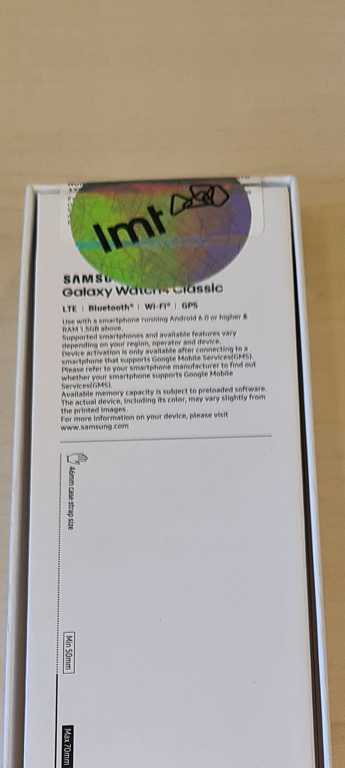 lmt
SAMSU
Galaxy Watch4 Classic
LTE | Bluetooth® | Wi-Fi® | GPS
Use with a smartphone running Android 6.0 or higher &
RAM 1.5GB above.
Supported smartphones and available features vary
depending on your region, operator and device.
Device activation is only available after connecting to a
smartphone that supports Google Mobile Services(GMS).
Please refer to your smartphone manufacturer to find out
whether your smartphone supports Google Mobile
Services(GMS).
Available memory capacity is subject to preloaded software.
The actual device, including its color, may vary slightly from
the printed images.
For more information on your device, please visit
www.samsung.com
46mm case strap size
Min 50mm
Max 70mm